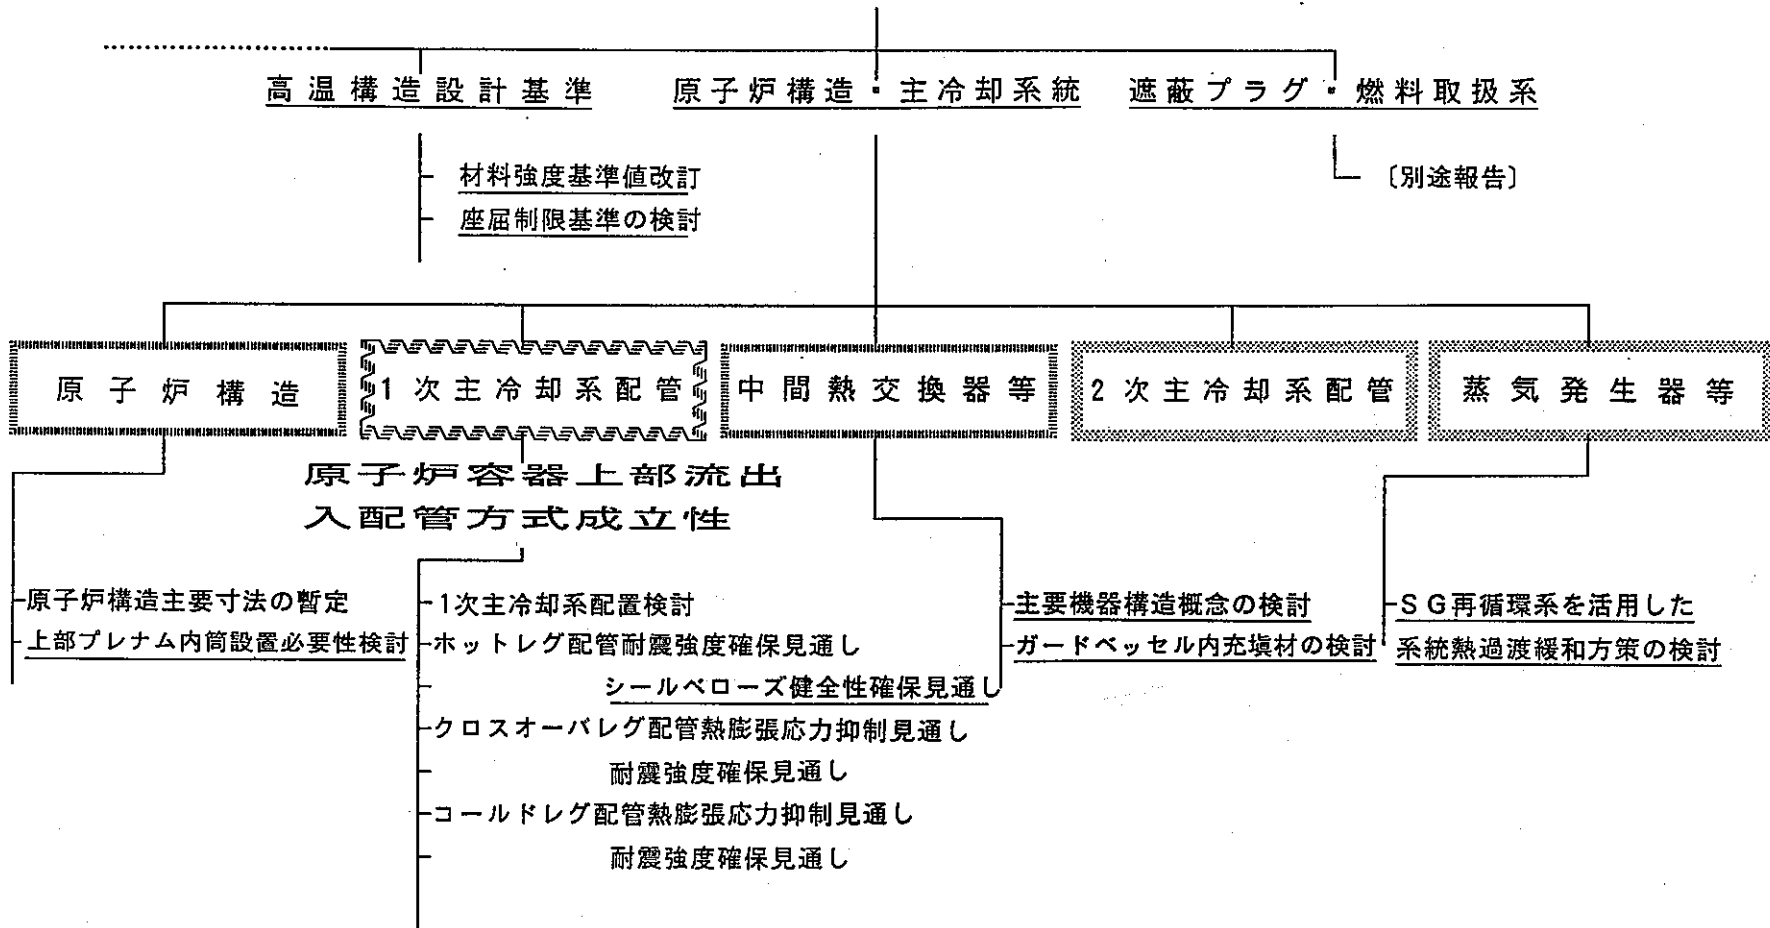 高温構造設計基準
原子炉構造・主冷却系統
遮蔽プラグ・燃料取扱系
材料強度基準値改訂
座屈制限基準の検討
〔別途報告〕
原子炉構造
1次主冷却系配管
中間熱交換器等
2次主冷却系配管
蒸気発生器等
原子炉容器上部流出
入配管方式成立性
原子炉構造主要寸法の暫定
上部プレナム内筒設置必要性検討
1次主冷却系配置検討
ホットレグ配管耐震強度確保見通し
シールベローズ健全性確保見通し
クロスオーバレグ配管熱膨張応力抑制見通し
耐震強度確保見通し
コールドレグ配管熱膨張応力抑制見通し
耐震強度確保見通し
主要機器構造概念の検討
ガードベッセル内充塡材の検討
SG再循環系を活用した
系統熱過渡緩和方策の検討